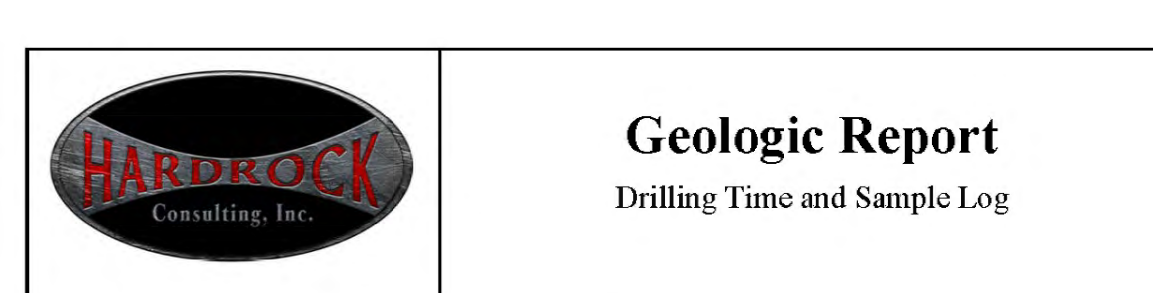 HARDROCK
Consulting, Inc.
Geologic Report
Drilling Time and Sample Log